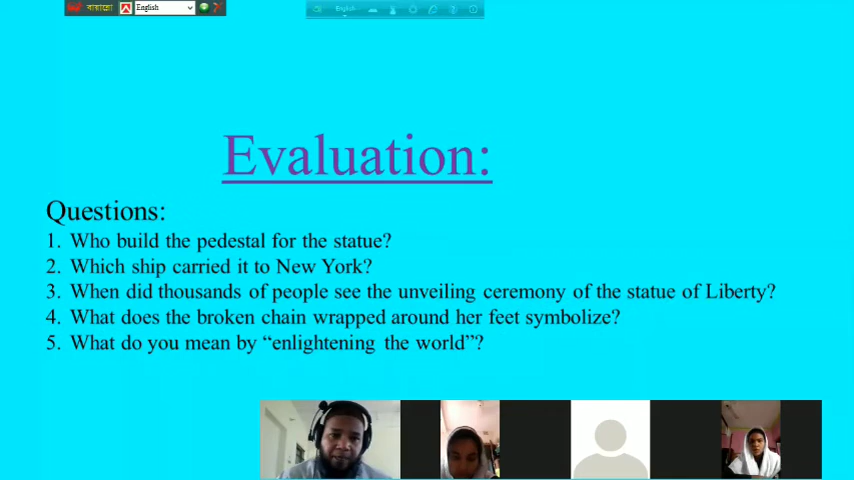 বায়ান্নো English English
Evaluation:
Questions:
1. Who build the pedestal for the statue?
2. Which ship carried it to New York?
3. When did thousands of people see the unveiling ceremony of the statue of Liberty?
4. What does the broken chain wrapped around her feet symbolize?
5. What do you mean by “enlightening the world”?